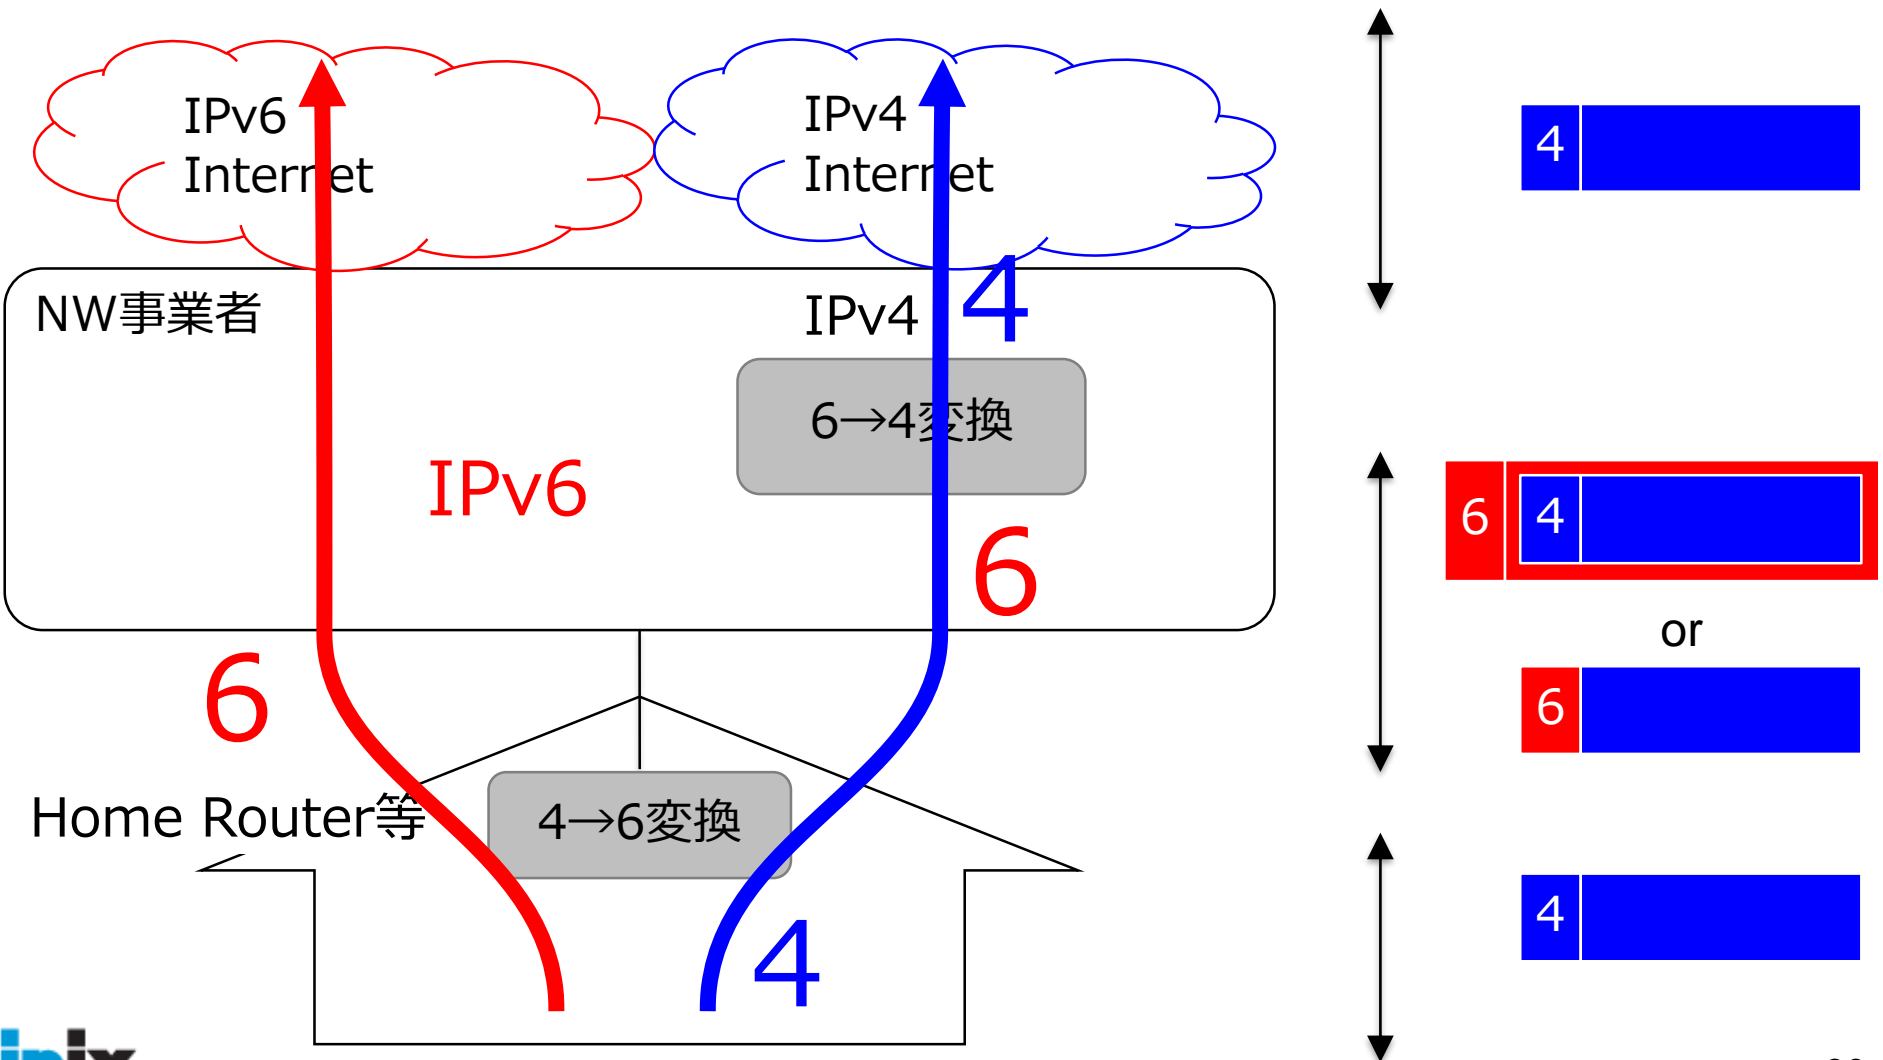 IPv6
Internet
IPv4
Internet
4
NW事業者
IPv4
4
6→4変換
IPv6
6
6
4
or
6
6
Home Router等
4→6変換
4
4